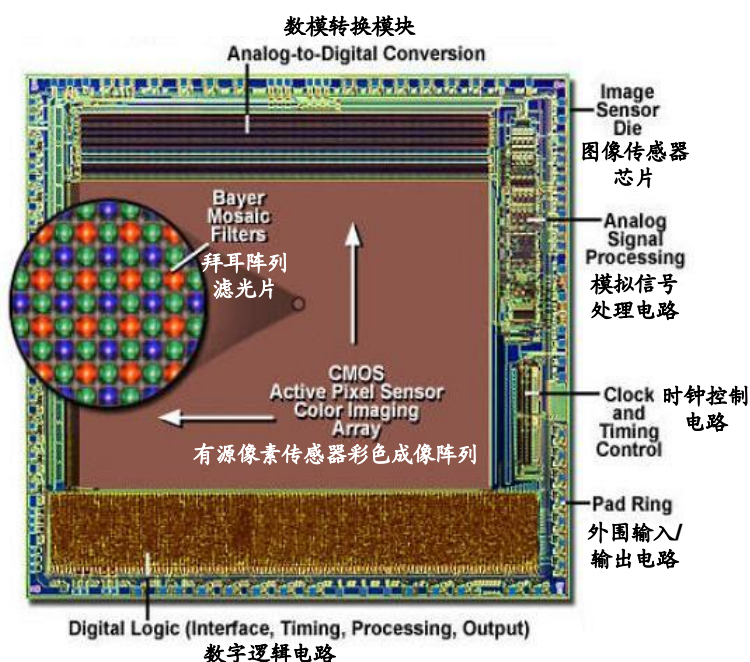 数模转换模块
Analog-to-Digital Conversion
Image
Sensor
Die
图像传感器
芯片
Bayer
Mosaic
Filters
拜耳阵列
滤光片
Analog
Signal
Processing
模拟信号
处理电路
CMOS
Active Pixel Sensor
Color Imaging
Array
有源像素传感器彩色成像阵列
Clock
and
Timing
Control
时钟控制
电路
Pad Ring
外围输入/
输出电路
Digital Logic (Interface, Timing, Processing, Output)
数字逻辑电路